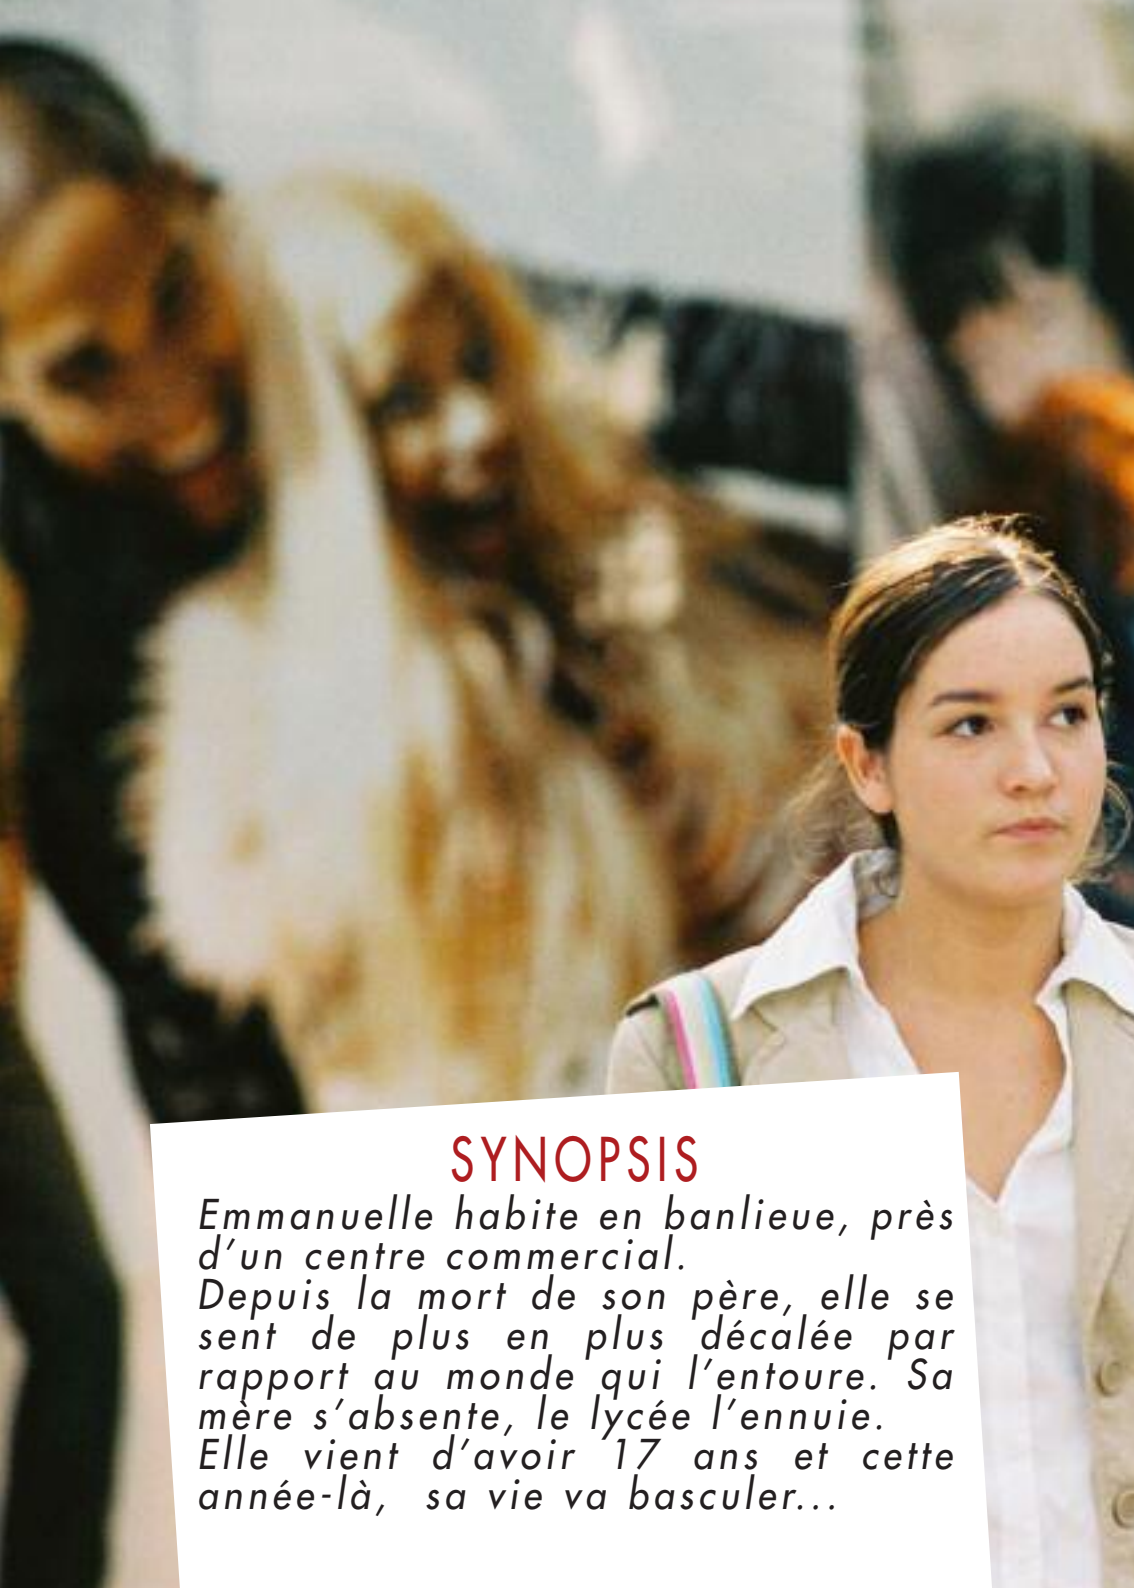 SYNOPSIS
Emmanuelle habite en banlieue, près
d’un centre commercial.
Depuis la mort de son père, elle se
sent de plus en plus décalée par
rapport au monde qui l’entoure. Sa
mère s’absente, le lycée l’ennuie.
Elle vient d’avoir 17 ans et cette
année-là, sa vie va basculer...